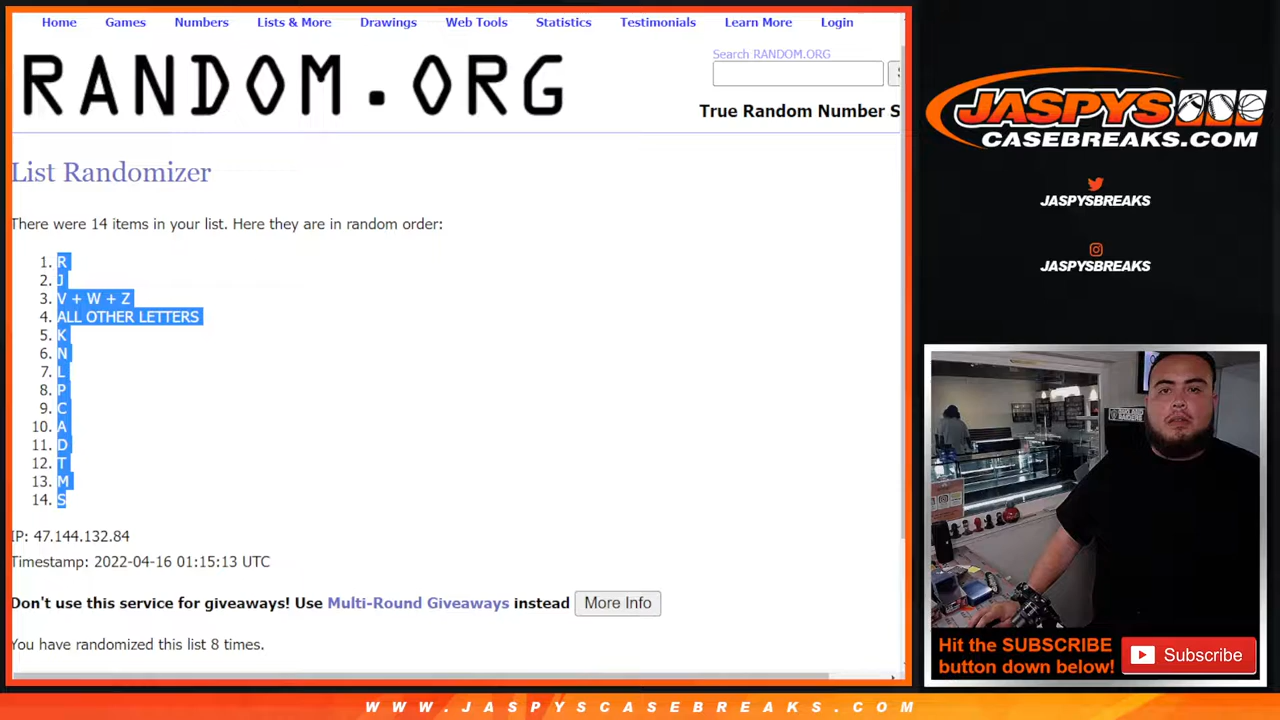 Home Games Numbers Lists & More Drawings Web Tools Statistics Testimonials Learn More Login
Search RANDOM.ORG
RANDOM.ORG
True Random Number S
List Randomizer
There were 14 items in your list. Here they are in random order:
1. R
2. J
3. V + W + Z
4. ALL OTHER LETTERS
5. K
6. N
7. L
8. P
9. C
10. A
11. D
12. T
13. M
14. S
IP: 47.144.132.84
Timestamp: 2022-04-16 01:15:13 UTC
Don't use this service for giveaways! Use Multi-Round Giveaways instead More Info
You have randomized this list 8 times.
JASPYS
CASEBREAKS.COM
JASPYSBREAKS
JASPYSBREAKS
Hit the SUBSCRIBE
button down below!
Subscribe
WWW.JASPYSCASEBREAKS.COM